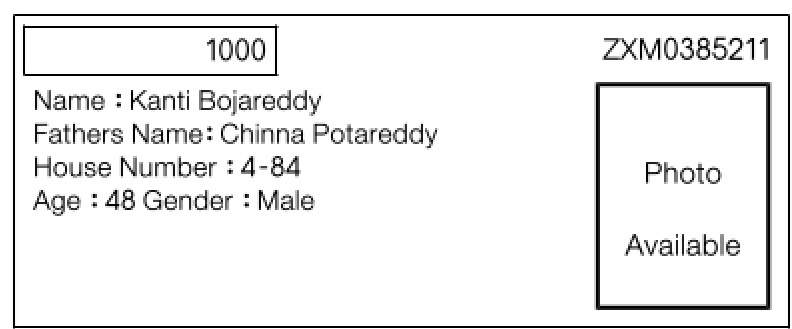 1000
ZXM0385211
Name : Kanti Bojareddy
Fathers Name: Chinna Potareddy
House Number : 4-84
Age : 48 Gender : Male
Photo
Available